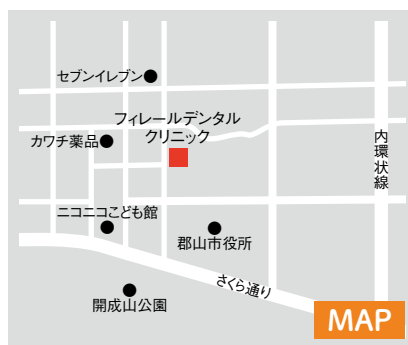 セブンイレブン
フィレールデンタル
クリニック
カワチ薬品
内環状線
ニコニコこども館
郡山市役所
さくら通り
開成山公園
MAP